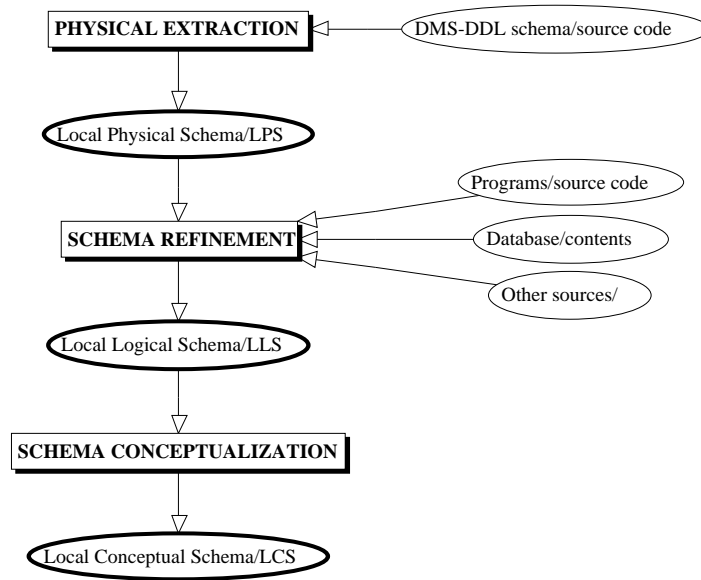 PHYSICAL EXTRACTION
DMS-DDL schema/source code
Local Physical Schema/LPS
Programs/source code
SCHEMA REFINEMENT
Database/contents
Other sources/
Local Logical Schema/LLS
SCHEMA CONCEPTUALIZATION
Local Conceptual Schema/LCS